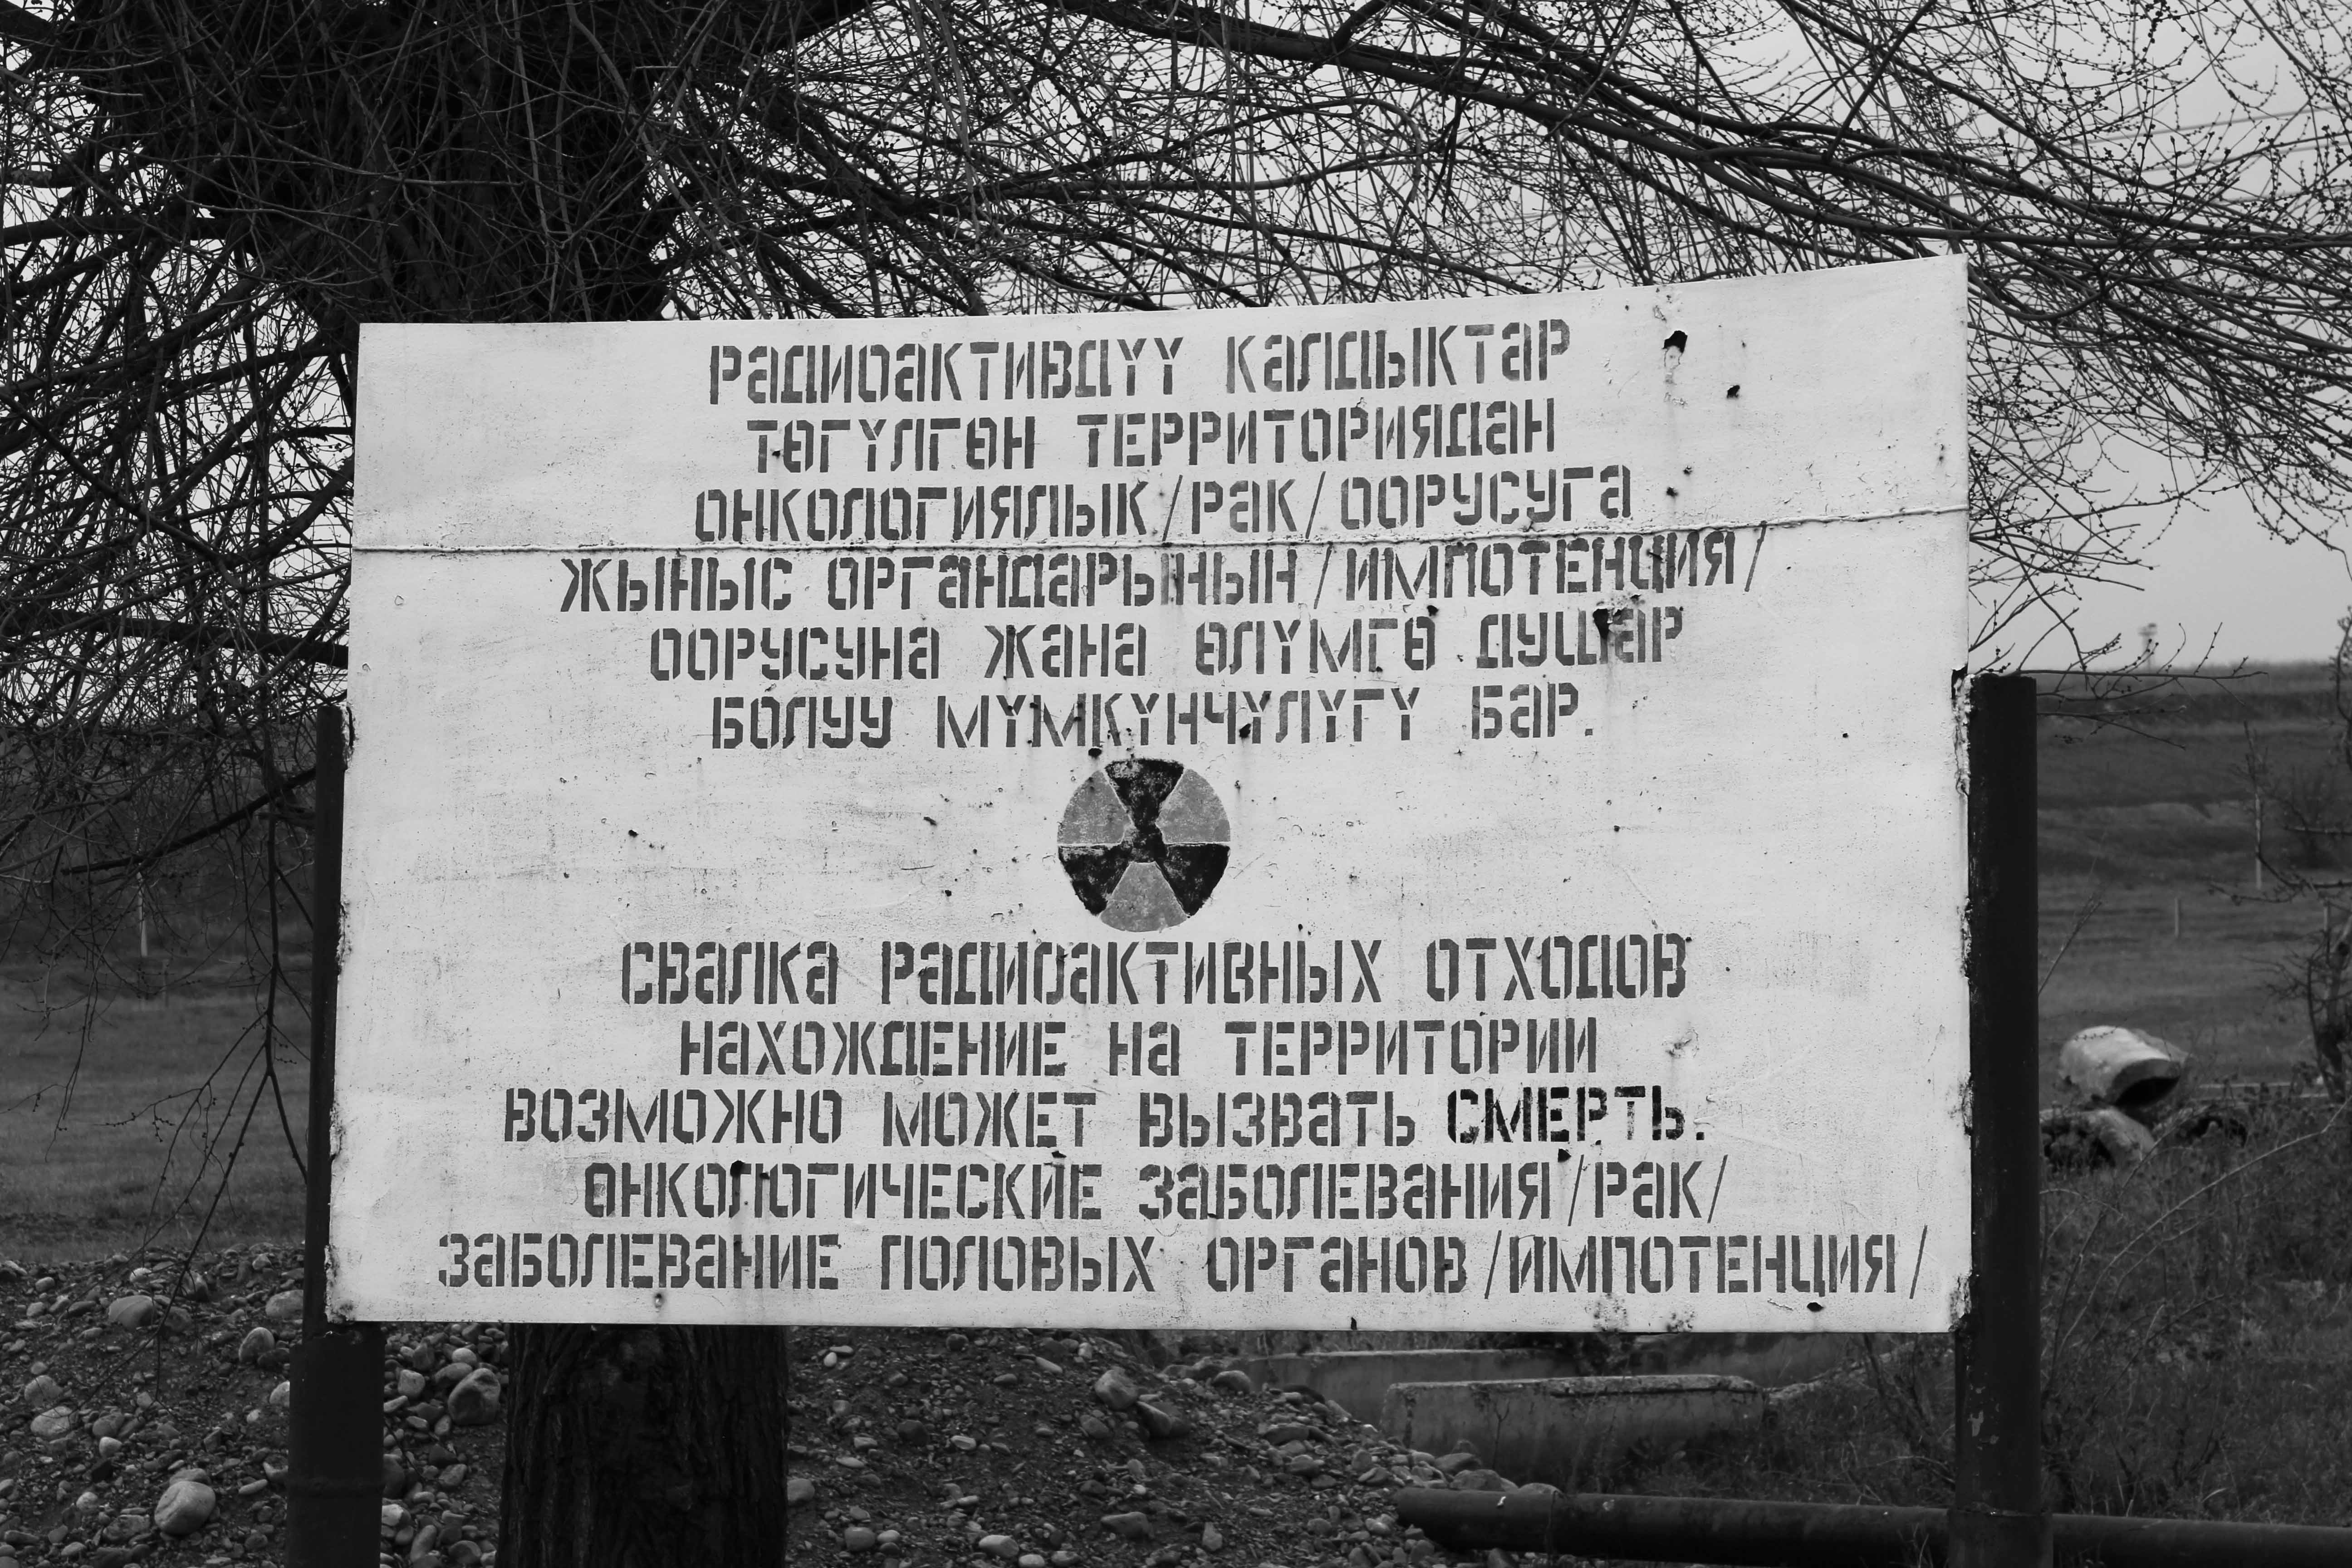 РАДИОАКТИВДҮҮ КАЛДЫКТАР
ТӨГҮЛГӨН ТЕРРИТОРИЯДАН
ОНКОЛОГИЯЛЫК /РАК/ ООРУСУГА
ЖЫНЫС ОРГАНДАРЫНЫН /ИМПОТЕНЦИЯ/
ООРУСУНА ЖАНА ӨЛҮМГӨ ДУШАР
БОЛУУ МҮМКҮНЧҮЛҮГҮ БАР.
СВАЛКА РАДИОАКТИВНЫХ ОТХОДОВ
НАХОЖДЕНИЕ НА ТЕРРИТОРИИ
ВОЗМОЖНО МОЖЕТ ВЫЗВАТЬ СМЕРТЬ.
ОНКОЛОГИЧЕСКИЕ ЗАБОЛЕВАНИЯ /РАК/
ЗАБОЛЕВАНИЕ ПОЛОВЫХ ОРГАНОВ /ИМПОТЕНЦИЯ/